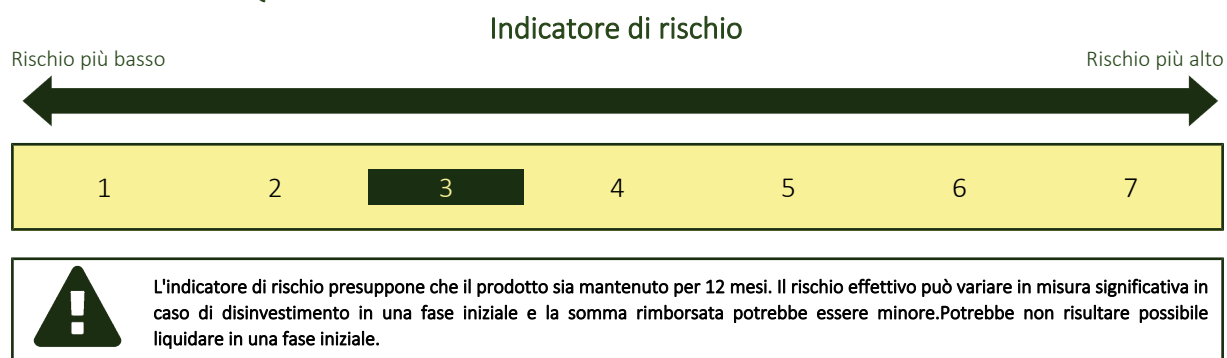 Indicatore di rischio
Rischio più basso
Rischio più alto
1 2 3 4 5 6 7
L'indicatore di rischio presuppone che il prodotto sia mantenuto per 12 mesi. Il rischio effettivo può variare in misura significativa in
caso di disinvestimento in una fase iniziale e la somma rimborsata potrebbe essere minore.Potrebbe non risultare possibile
liquidare in una fase iniziale.